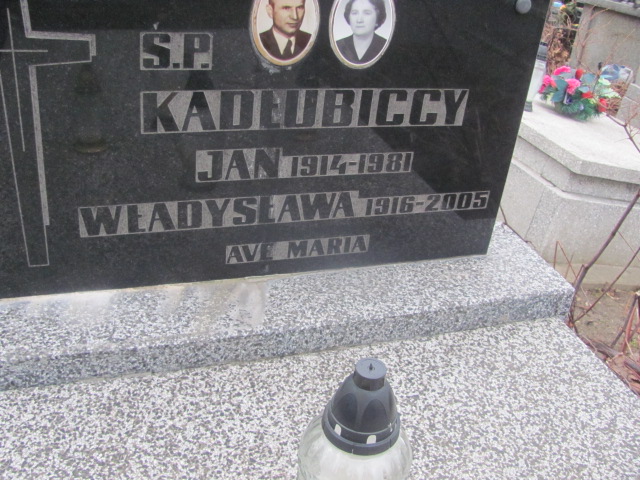 S.P.
KADŁUBICCY
JAN 1914-1981
WŁADYSŁAWA 1916-2005
AVE MARIA